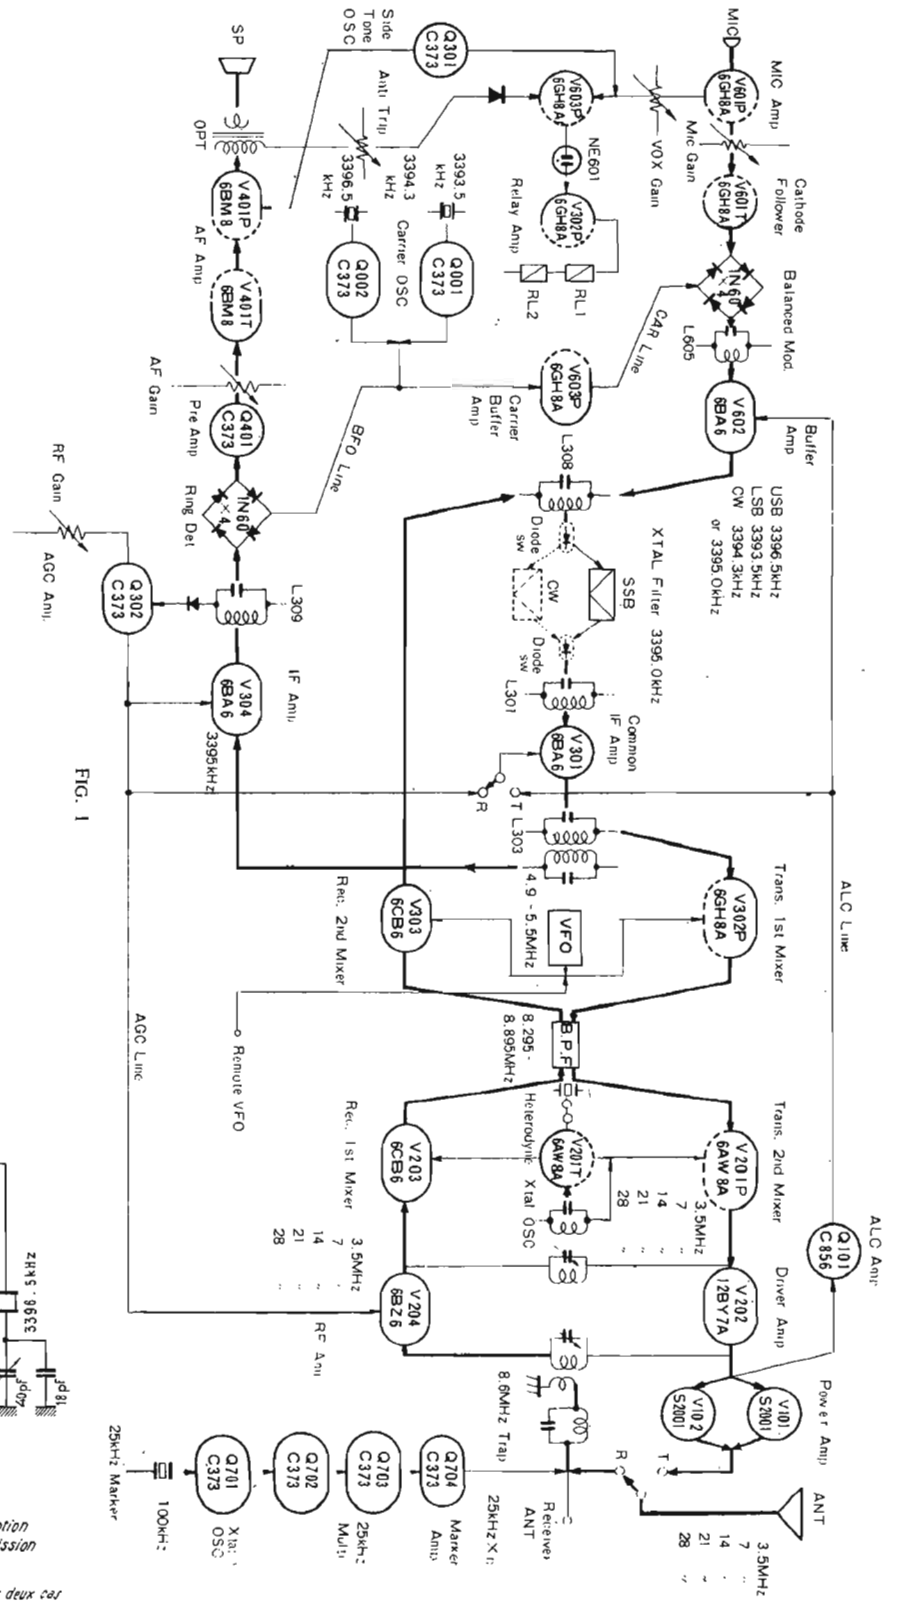 MIC
MIC Amp
V601P
6GH8A
Mic Gain
Cathode
Follower
V601T
6GH8A
Balanced Mod.
1N60
×4
L605
Buffer
Amp
V602
6BA6
USB 3396.5kHz
LSB 3393.5kHz
CW 3394.3kHz
or 3395.0kHz
ALC Line
Trans. 1st Mixer
V302P
6GH8A
Trans. 2nd Mixer
V201P
6AW8A
3.5MHz
7 "
14 "
21 "
28 "
Driver Amp
V202
12BY7A
ALC Amp
Q101
C856
Power Amp
V101
S2001
V102
S2001
ANT
T
R
3.5MHz
7 "
14 "
21 "
28 "
VOX Gain
V603P
6GH8A
NE601
V302P
6GH8A
Relay Amp
RL1
RL2
CAR Line
V603P
6GH8A
Carrier
Buffer
Amp
L308
XTAL Filter 3395.0kHz
Diode
sw
SSB
CW
Diode
sw
L301
Common
IF Amp
V301
6BA6
T
R
L303
4.9 - 5.5MHz
VFO
B.P.F
8.295 -
8.895MHz
V201T
6AW8A
Heterodyne Xtal OSC
8.6MHz Trap
Receiver
ANT
Side
Tone
OSC
Q301
C373
Anti Trip
3393.5
kHz
3394.3
kHz
3396.5
kHz
Carrier OSC
Q001
C373
Q002
C373
BFO Line
Rec. 2nd Mixer
V303
6CB6
Remote VFO
Rec. 1st Mixer
V203
6CB6
3.5MHz
7 "
14 "
21 "
28 "
V204
6BZ6
RF
SP
OPT
V401P
6BM8
AF Amp
V401T
6BM8
AF Gain
Pre Amp
Q401
C373
Ring Det
1N60
×4
L309
IF Amp
V304
6BA6
3395kHz
RF Gain
AGC Amp.
Q302
C373
AGC Line
FIG. 1
25kHz Marker
100kHz
Q701
C373
Xtal
OSC
Q702
C373
Q703
C373
25kHz
Multi
Q704
C373
Marker
Amp
3396.5kHz
18pf
40pf
deux cas